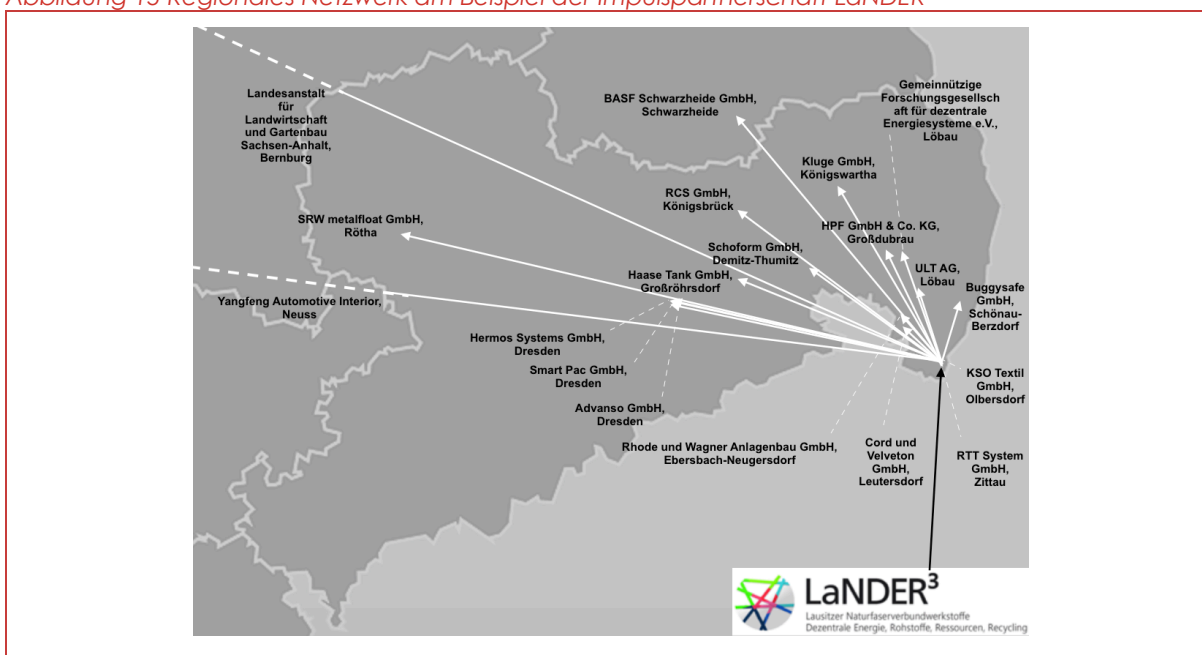 Abbildung 15 Regionales Netzwerk am Beispiel der Impulspartnerschaft LaNDER³
Landesanstalt
für
Landwirtschaft
und Gartenbau
Sachsen-Anhalt,
Bernburg
BASF Schwarzheide GmbH,
Schwarzheide
Gemeinnützige
Forschungsgesellsch
aft für dezentrale
Energiesysteme e.V.,
Löbau
Kluge GmbH,
Königswartha
RCS GmbH,
Königsbrück
SRW metalfloat GmbH,
Rötha
HPF GmbH & Co. KG,
Großdubrau
Schoform GmbH,
Demitz-Thumitz
ULT AG,
Löbau
Haase Tank GmbH,
Großröhrsdorf
Buggysafe
GmbH,
Schönau-
Berzdorf
Yangfeng Automotive Interior,
Neuss
Hermos Systems GmbH,
Dresden
Smart Pac GmbH,
Dresden
KSO Textil
GmbH,
Olbersdorf
Advanso GmbH,
Dresden
Rhode und Wagner Anlagenbau GmbH,
Ebersbach-Neugersdorf
Cord und
Velveton
GmbH,
Leutersdorf
RTT System
GmbH,
Zittau
LaNDER³
Lausitzer Naturfaserverbundwerkstoffe
Dezentrale Energie, Rohstoffe, Ressourcen, Recycling